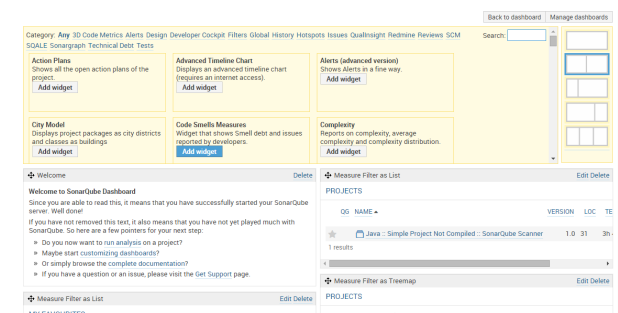 Back to dashboard Manage dashboards
Category: Any 3D Code Metrics Alerts Design Developer Cockpit Filters Global History Hotspots Issues QualInsight Redmine Reviews SCM
SQALE Sonargraph Technical Debt Tests
Search:
Action Plans
Shows all the open action plans of the
project.
Add widget
Advanced Timeline Chart
Displays an advanced timeline chart
(requires an internet access).
Add widget
Alerts (advanced version)
Shows Alerts in a fine way.
Add widget
City Model
Displays project packages as city districts
and classes as buildings
Add widget
Code Smells Measures
Widget that shows Smell debt and issues
reported by developers.
Add widget
Complexity
Reports on complexity, average
complexity and complexity distribution.
Add widget
Welcome Delete
Welcome to SonarQube Dashboard
Since you are able to read this, it means that you have successfully started your SonarQube
server. Well done!
If you have not removed this text, it also means that you have not yet played much with
SonarQube. So here are a few pointers for your next step:
» Do you now want to run analysis on a project?
» Maybe start customizing dashboards?
» Or simply browse the complete documentation?
» If you have a question or an issue, please visit the Get Support page.
Measure Filter as List Edit Delete
Measure Filter as List Edit Delete
PROJECTS
QG NAME VERSION LOC TE
Java :: Simple Project Not Compiled :: SonarQube Scanner 1.0 31 3h
1 results
Measure Filter as Treemap Edit Delete
PROJECTS